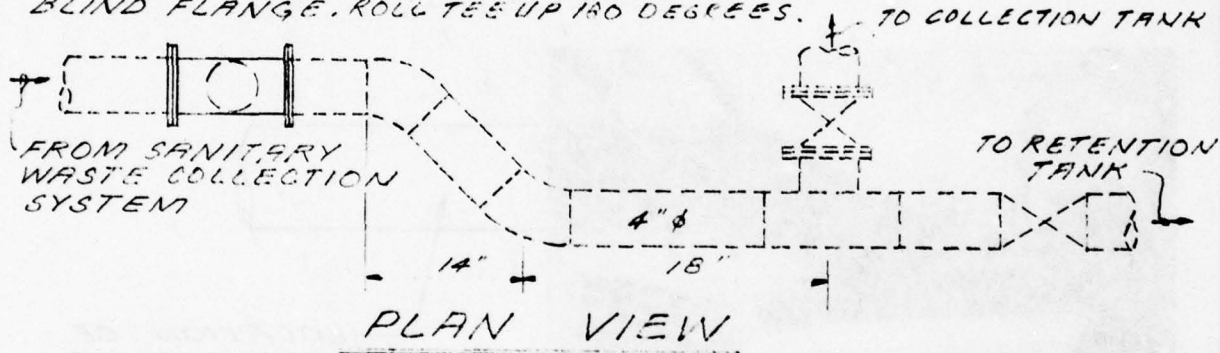 BLIND FLANGE. ROLL TEE UP 180 DEGREES.
TO COLLECTION TANK
FROM SANITARY
WASTE COLLECTION
SYSTEM
TO RETENTION
TANK
4"φ
14"
18"
PLAN VIEW